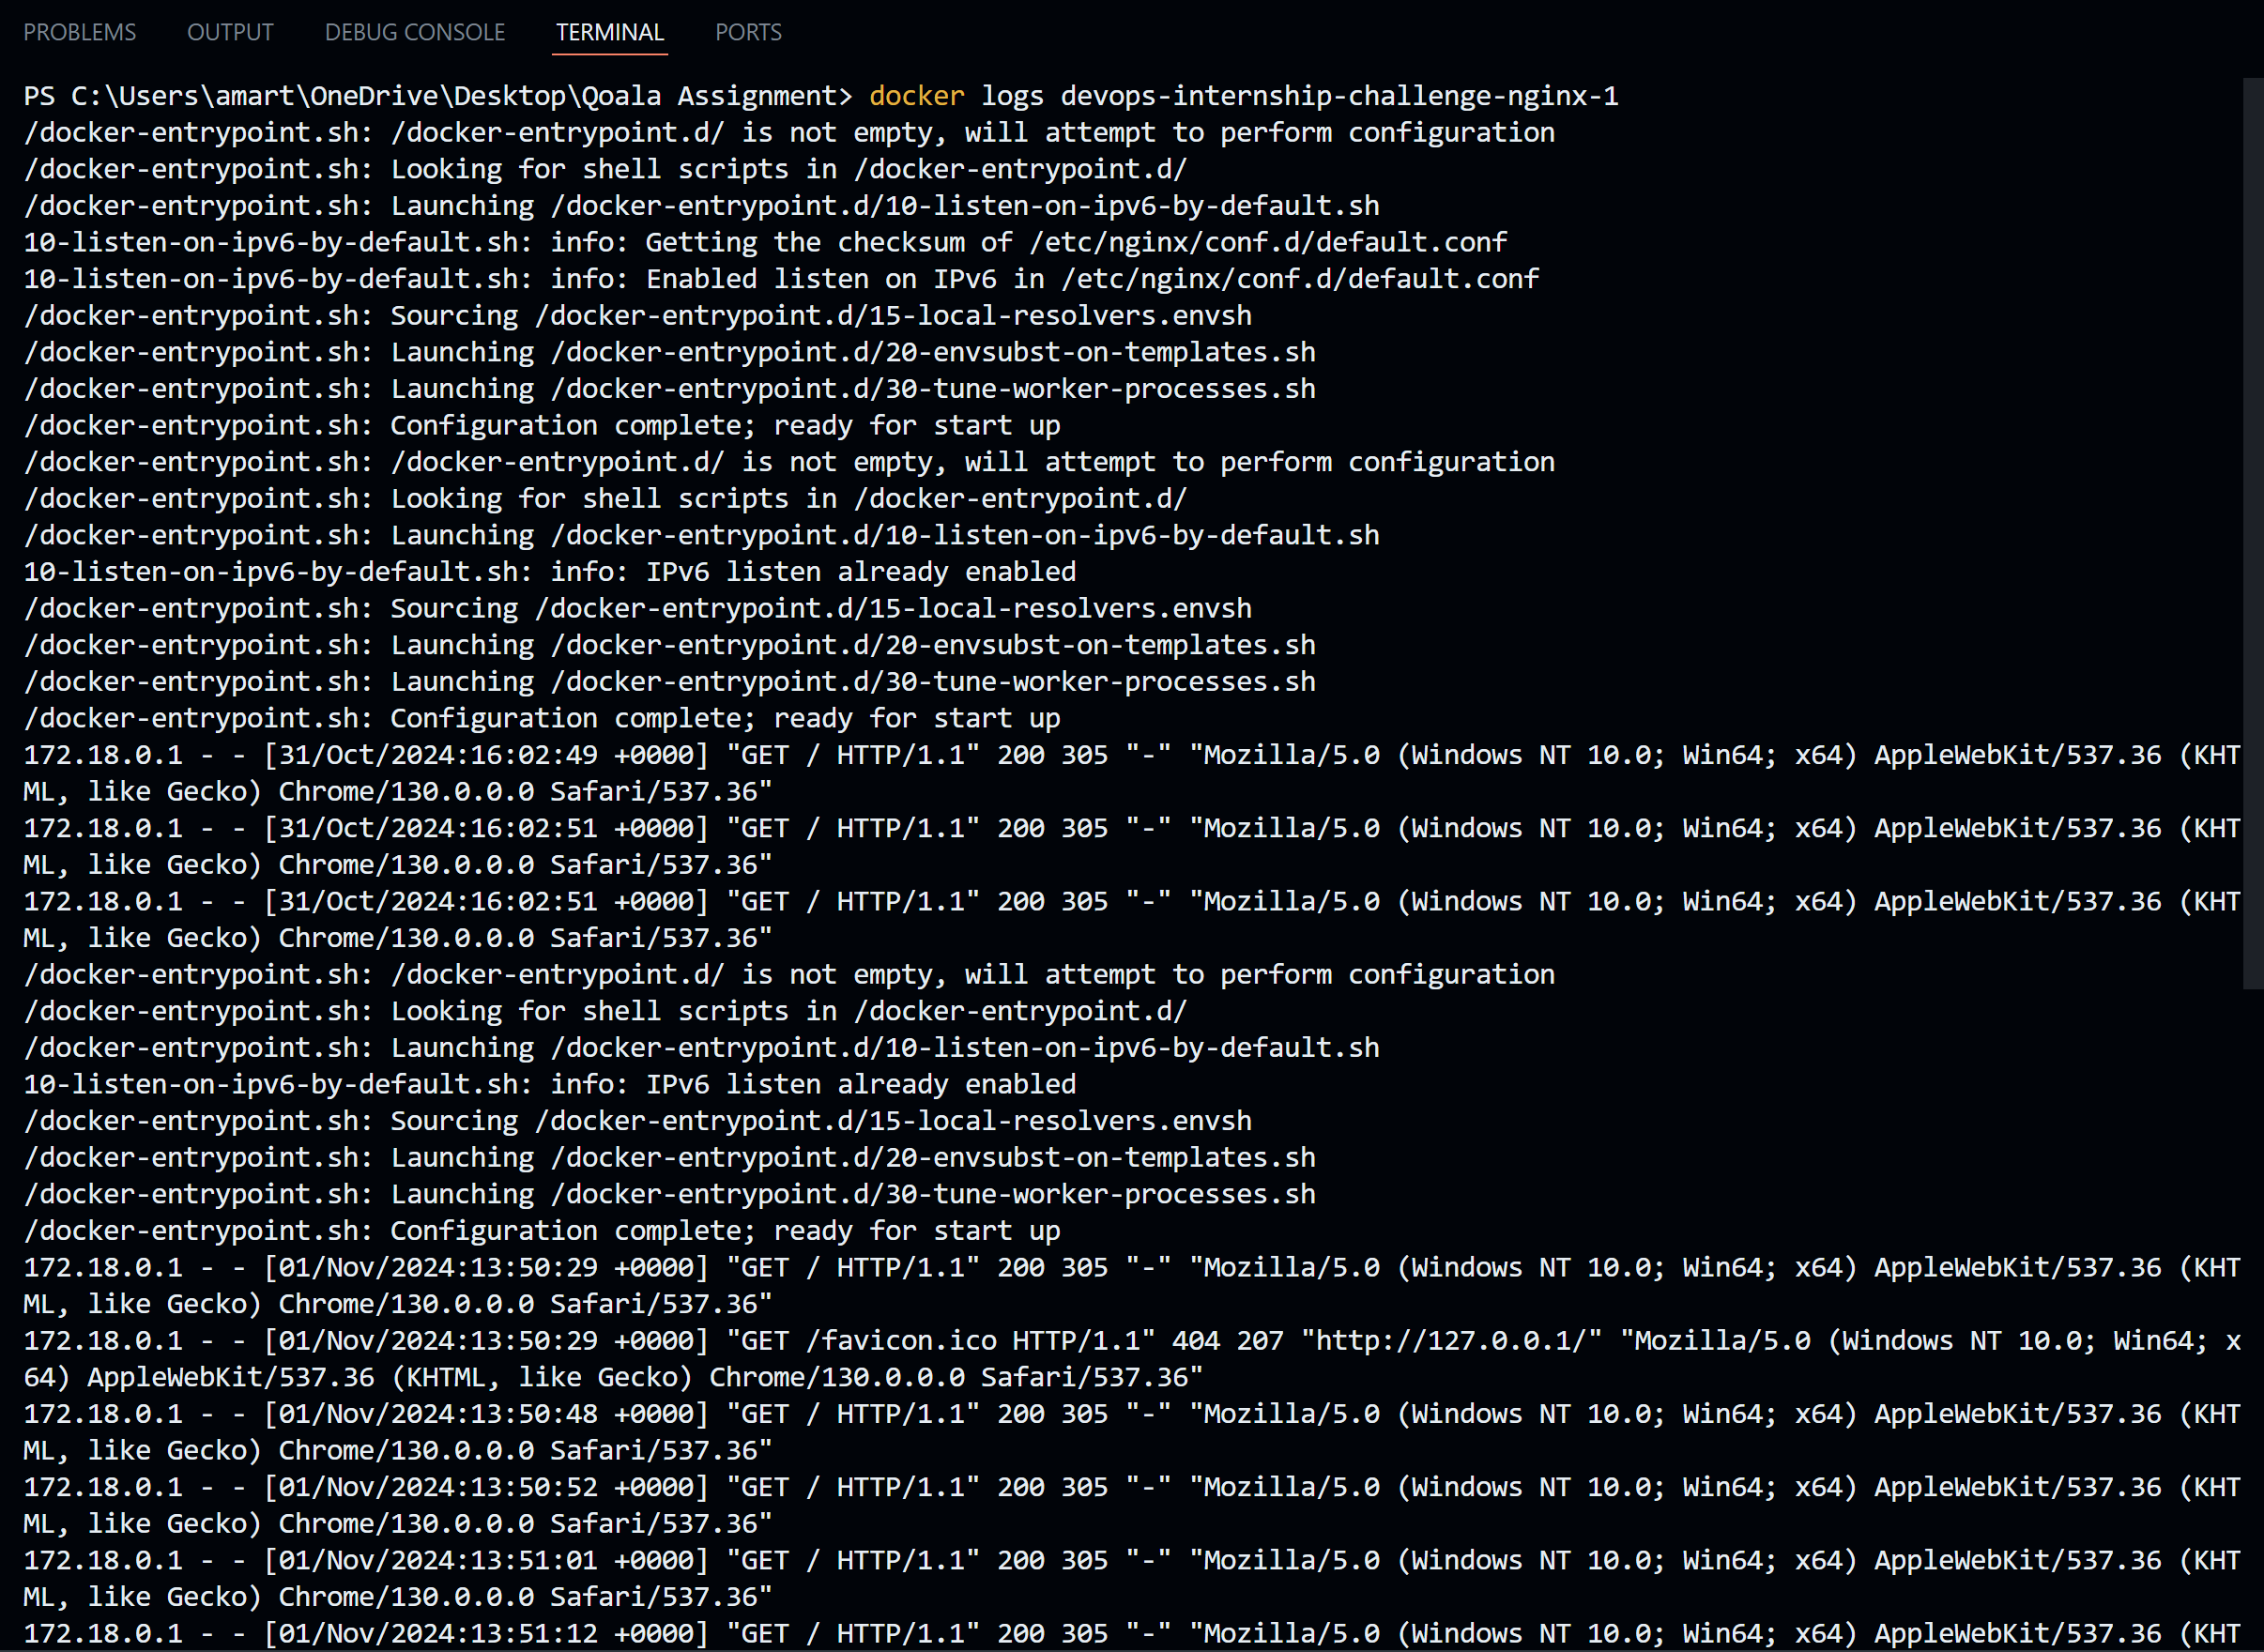 PROBLEMS OUTPUT DEBUG CONSOLE TERMINAL PORTS
PS C:\Users\amart\OneDrive\Desktop\Qoala Assignment> docker logs devops-internship-challenge-nginx-1
/docker-entrypoint.sh: /docker-entrypoint.d/ is not empty, will attempt to perform configuration
/docker-entrypoint.sh: Looking for shell scripts in /docker-entrypoint.d/
/docker-entrypoint.sh: Launching /docker-entrypoint.d/10-listen-on-ipv6-by-default.sh
10-listen-on-ipv6-by-default.sh: info: Getting the checksum of /etc/nginx/conf.d/default.conf
10-listen-on-ipv6-by-default.sh: info: Enabled listen on IPv6 in /etc/nginx/conf.d/default.conf
/docker-entrypoint.sh: Sourcing /docker-entrypoint.d/15-local-resolvers.envsh
/docker-entrypoint.sh: Launching /docker-entrypoint.d/20-envsubst-on-templates.sh
/docker-entrypoint.sh: Launching /docker-entrypoint.d/30-tune-worker-processes.sh
/docker-entrypoint.sh: Configuration complete; ready for start up
/docker-entrypoint.sh: /docker-entrypoint.d/ is not empty, will attempt to perform configuration
/docker-entrypoint.sh: Looking for shell scripts in /docker-entrypoint.d/
/docker-entrypoint.sh: Launching /docker-entrypoint.d/10-listen-on-ipv6-by-default.sh
10-listen-on-ipv6-by-default.sh: info: IPv6 listen already enabled
/docker-entrypoint.sh: Sourcing /docker-entrypoint.d/15-local-resolvers.envsh
/docker-entrypoint.sh: Launching /docker-entrypoint.d/20-envsubst-on-templates.sh
/docker-entrypoint.sh: Launching /docker-entrypoint.d/30-tune-worker-processes.sh
/docker-entrypoint.sh: Configuration complete; ready for start up
172.18.0.1 - - [31/Oct/2024:16:02:49 +0000] "GET / HTTP/1.1" 200 305 "-" "Mozilla/5.0 (Windows NT 10.0; Win64; x64) AppleWebKit/537.36 (KHT
ML, like Gecko) Chrome/130.0.0.0 Safari/537.36"
172.18.0.1 - - [31/Oct/2024:16:02:51 +0000] "GET / HTTP/1.1" 200 305 "-" "Mozilla/5.0 (Windows NT 10.0; Win64; x64) AppleWebKit/537.36 (KHT
ML, like Gecko) Chrome/130.0.0.0 Safari/537.36"
172.18.0.1 - - [31/Oct/2024:16:02:51 +0000] "GET / HTTP/1.1" 200 305 "-" "Mozilla/5.0 (Windows NT 10.0; Win64; x64) AppleWebKit/537.36 (KHT
ML, like Gecko) Chrome/130.0.0.0 Safari/537.36"
/docker-entrypoint.sh: /docker-entrypoint.d/ is not empty, will attempt to perform configuration
/docker-entrypoint.sh: Looking for shell scripts in /docker-entrypoint.d/
/docker-entrypoint.sh: Launching /docker-entrypoint.d/10-listen-on-ipv6-by-default.sh
10-listen-on-ipv6-by-default.sh: info: IPv6 listen already enabled
/docker-entrypoint.sh: Sourcing /docker-entrypoint.d/15-local-resolvers.envsh
/docker-entrypoint.sh: Launching /docker-entrypoint.d/20-envsubst-on-templates.sh
/docker-entrypoint.sh: Launching /docker-entrypoint.d/30-tune-worker-processes.sh
/docker-entrypoint.sh: Configuration complete; ready for start up
172.18.0.1 - - [01/Nov/2024:13:50:29 +0000] "GET / HTTP/1.1" 200 305 "-" "Mozilla/5.0 (Windows NT 10.0; Win64; x64) AppleWebKit/537.36 (KHT
ML, like Gecko) Chrome/130.0.0.0 Safari/537.36"
172.18.0.1 - - [01/Nov/2024:13:50:29 +0000] "GET /favicon.ico HTTP/1.1" 404 207 "http://127.0.0.1/" "Mozilla/5.0 (Windows NT 10.0; Win64; x
64) AppleWebKit/537.36 (KHTML, like Gecko) Chrome/130.0.0.0 Safari/537.36"
172.18.0.1 - - [01/Nov/2024:13:50:48 +0000] "GET / HTTP/1.1" 200 305 "-" "Mozilla/5.0 (Windows NT 10.0; Win64; x64) AppleWebKit/537.36 (KHT
ML, like Gecko) Chrome/130.0.0.0 Safari/537.36"
172.18.0.1 - - [01/Nov/2024:13:50:52 +0000] "GET / HTTP/1.1" 200 305 "-" "Mozilla/5.0 (Windows NT 10.0; Win64; x64) AppleWebKit/537.36 (KHT
ML, like Gecko) Chrome/130.0.0.0 Safari/537.36"
172.18.0.1 - - [01/Nov/2024:13:51:01 +0000] "GET / HTTP/1.1" 200 305 "-" "Mozilla/5.0 (Windows NT 10.0; Win64; x64) AppleWebKit/537.36 (KHT
ML, like Gecko) Chrome/130.0.0.0 Safari/537.36"
172.18.0.1 - - [01/Nov/2024:13:51:12 +0000] "GET / HTTP/1.1" 200 305 "-" "Mozilla/5.0 (Windows NT 10.0; Win64; x64) AppleWebKit/537.36 (KHT